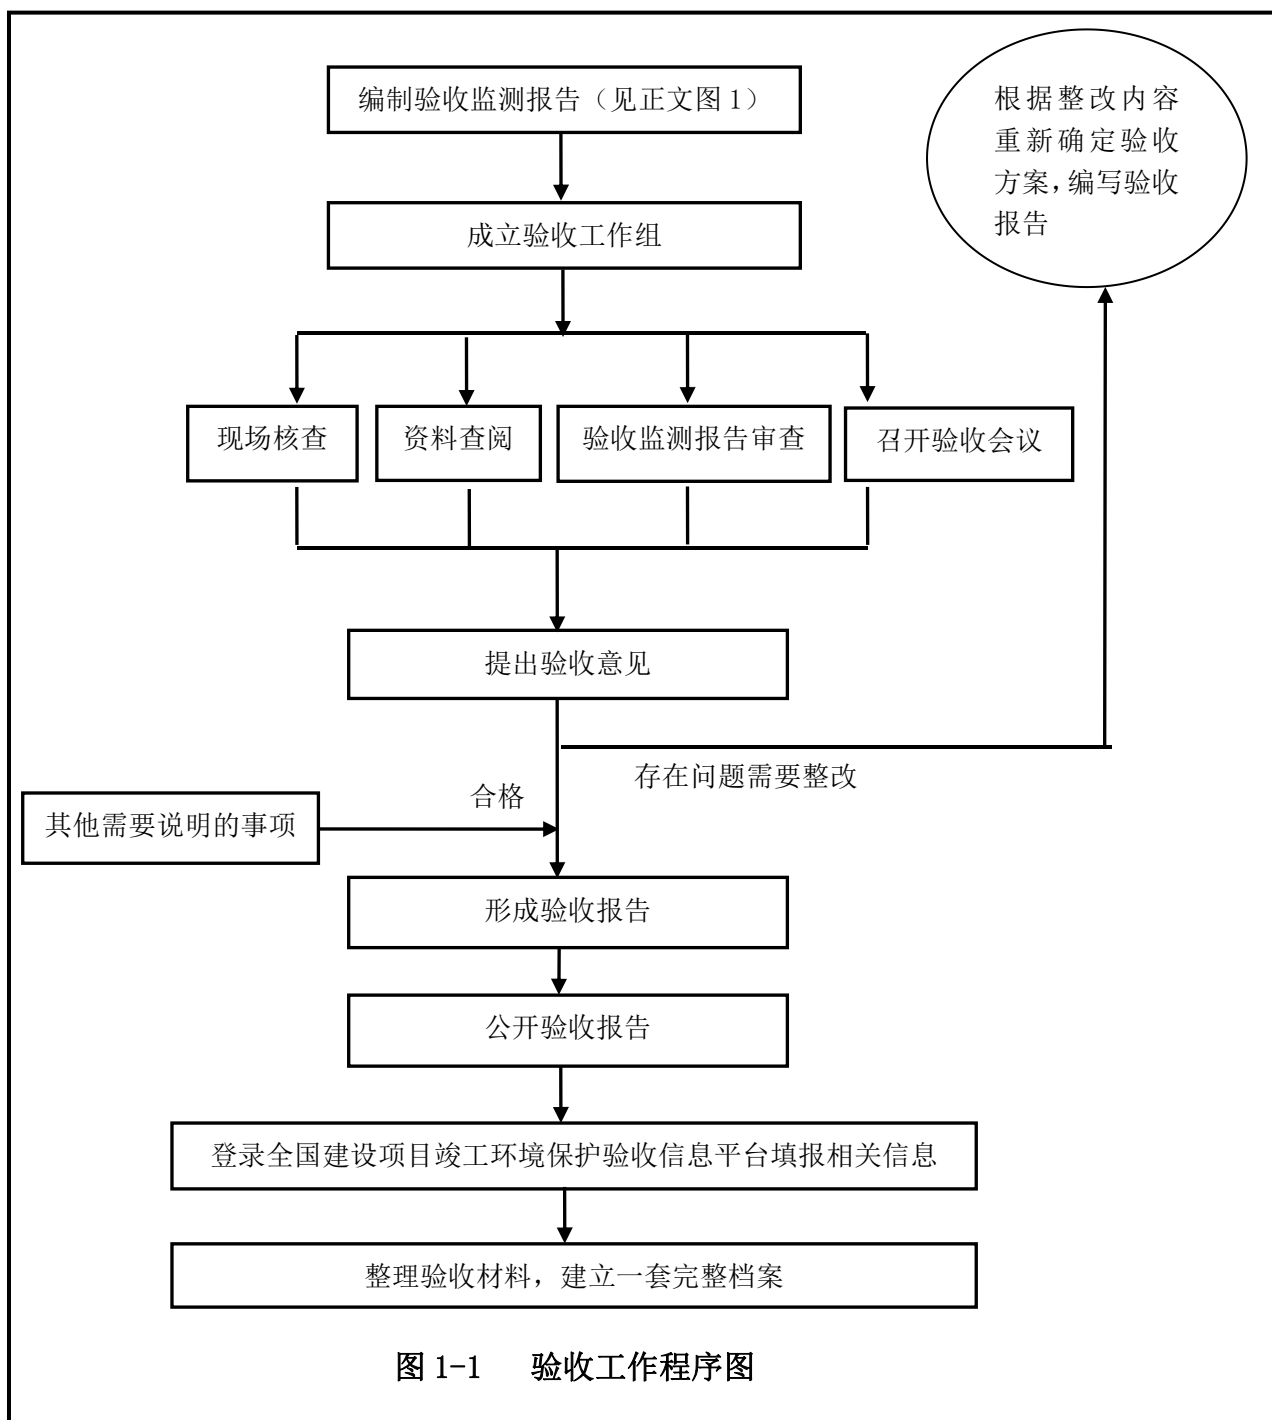 编制验收监测报告（见正文图1）
根据整改内容
重新确定验收
方案，编写验收
报告
成立验收工作组
现场核查
资料查阅
验收监测报告审查
召开验收会议
提出验收意见
存在问题需要整改
合格
其他需要说明的事项
形成验收报告
公开验收报告
登录全国建设项目竣工环境保护验收信息平台填报相关信息
整理验收材料，建立一套完整档案
图 1-1 验收工作程序图